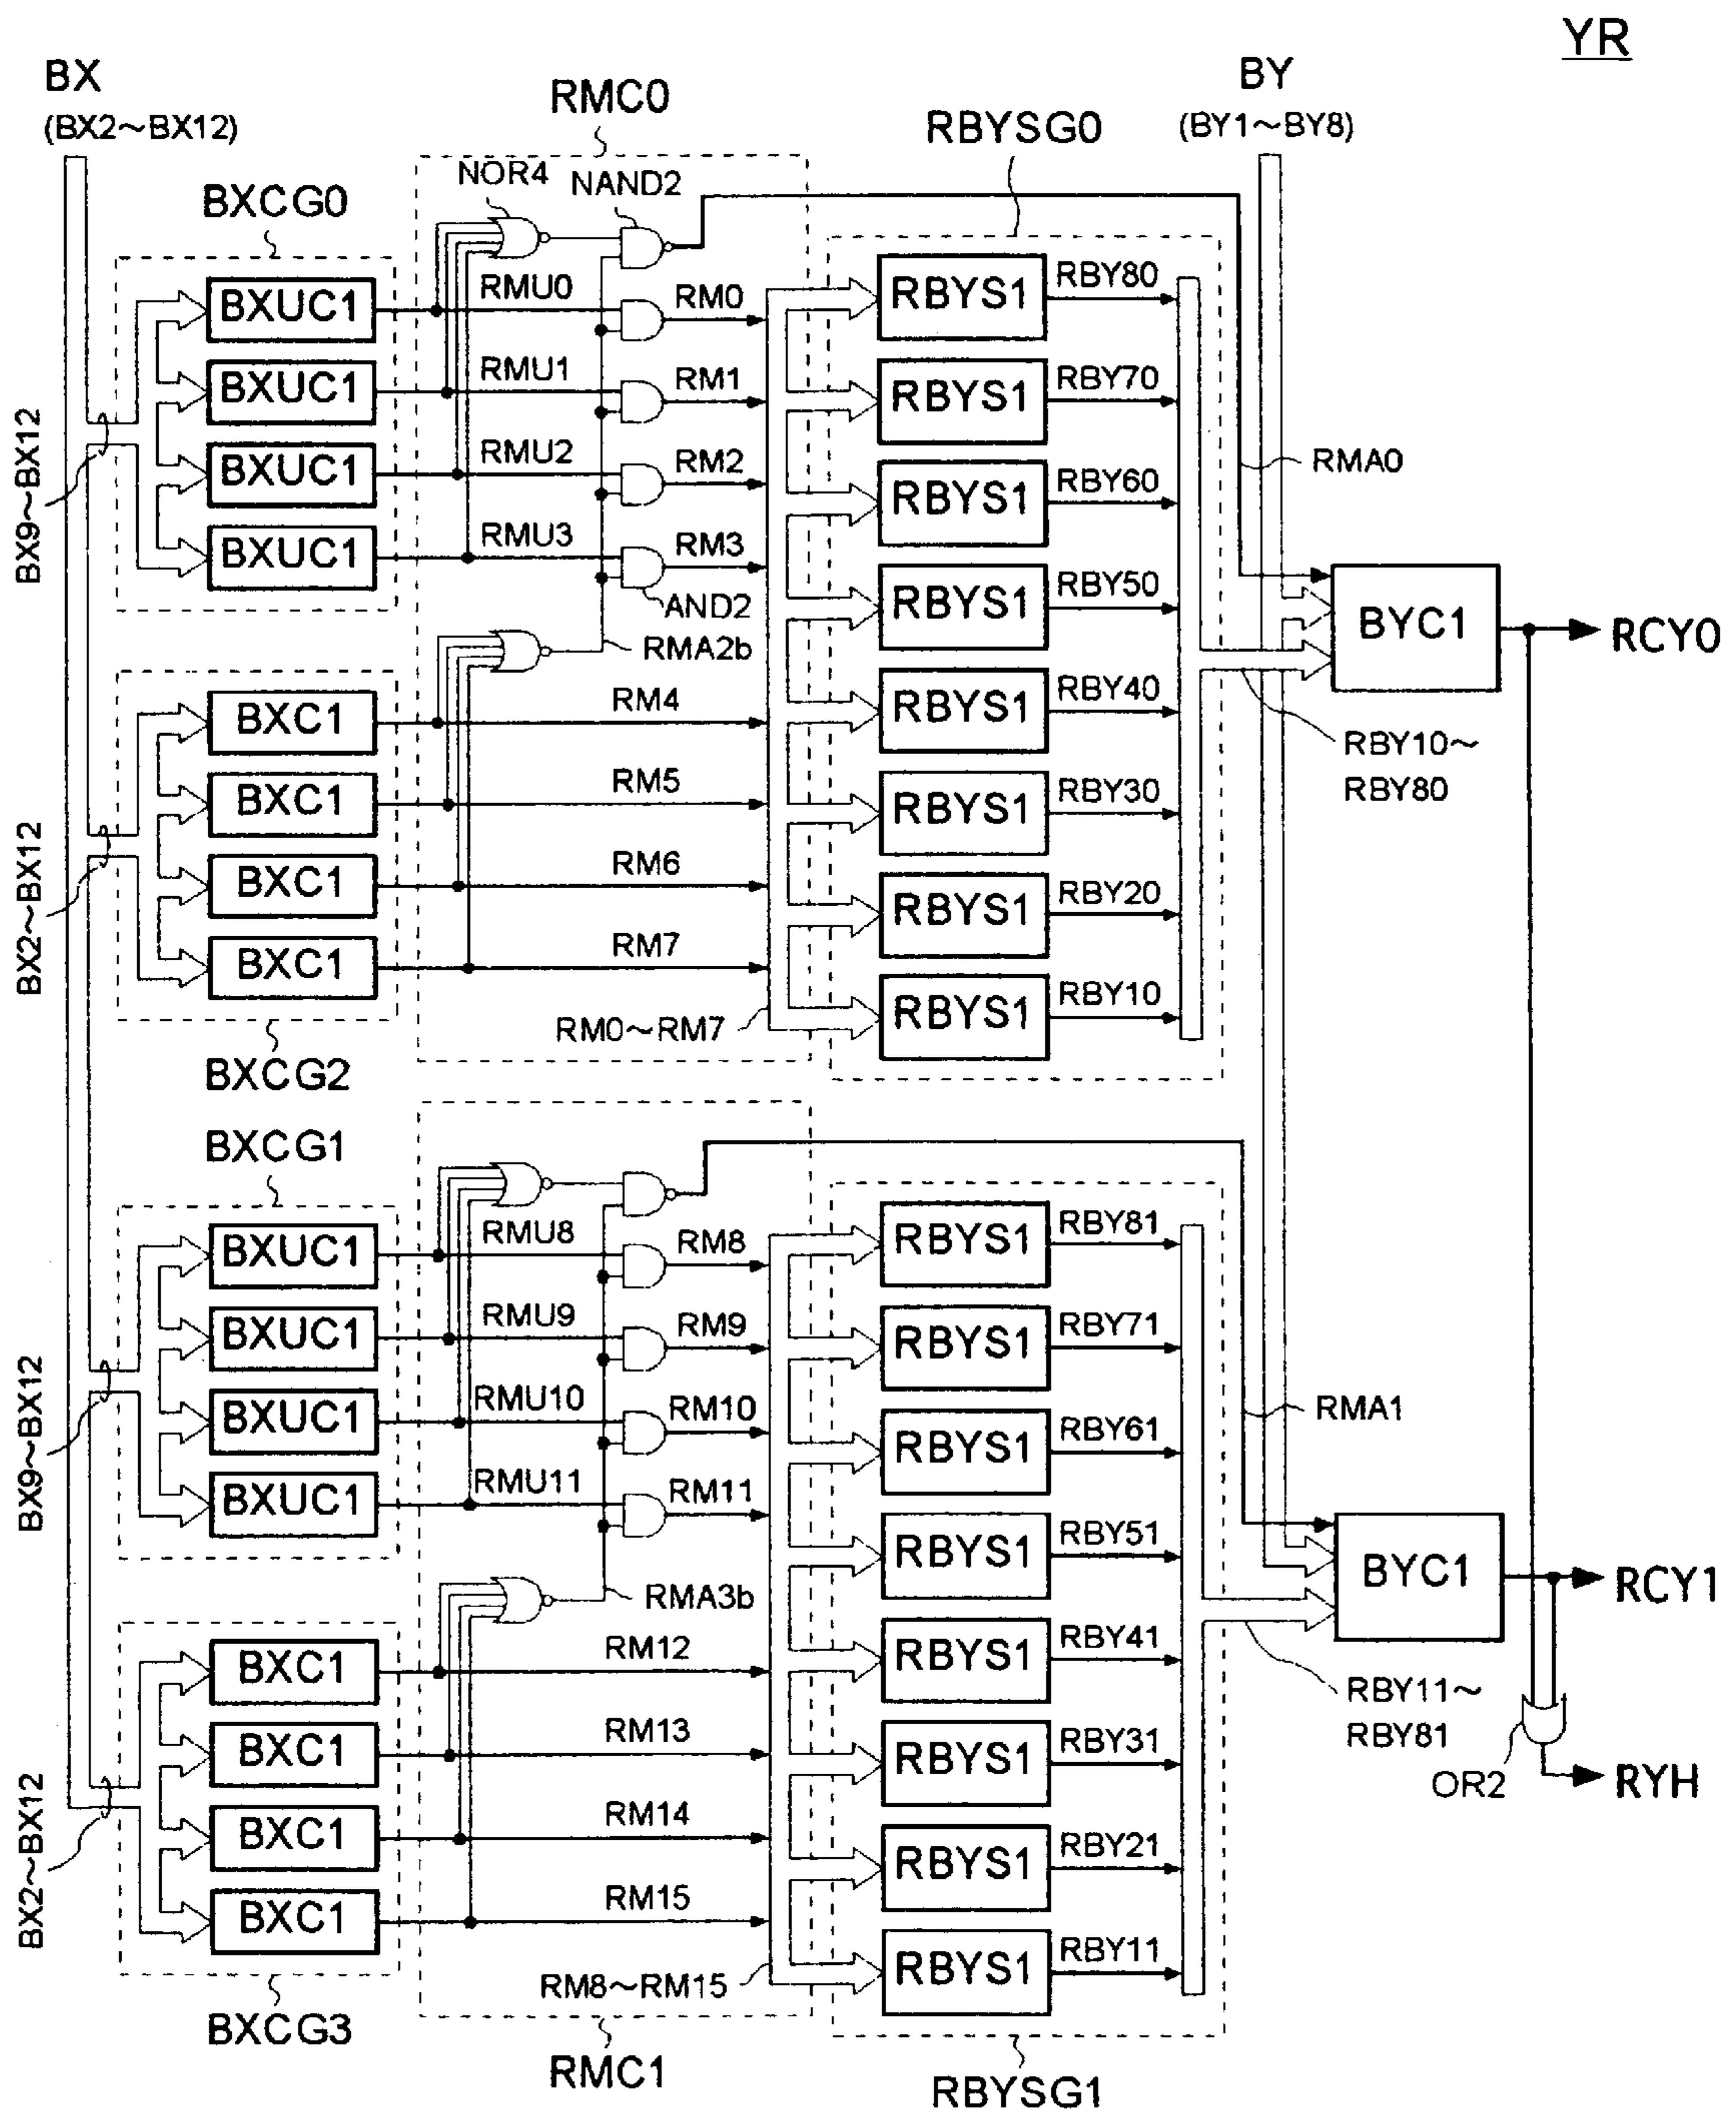 YR
BX
(BX2~BX12)
RMC0
BY
(BY1~BY8)
RBYSG0
NOR4
NAND2
BXCG0
BXUC1
RMU0
RM0
RBYS1
RBY80
BXUC1
RMU1
RM1
RBYS1
RBY70
BX9~BX12
BXUC1
RMU2
RM2
RBYS1
RBY60
RMA0
BXUC1
RMU3
RM3
AND2
RBYS1
RBY50
BYC1
RCY0
RMA2b
BXC1
RM4
RBYS1
RBY40
RBY10~
RBY80
BXC1
RM5
RBYS1
RBY30
BX2~BX12
BXC1
RM6
RBYS1
RBY20
BXC1
RM7
RBYS1
RBY10
RM0~RM7
BXCG2
BXCG1
BXUC1
RMU8
RM8
RBYS1
RBY81
BXUC1
RMU9
RM9
RBYS1
RBY71
BX9~BX12
BXUC1
RMU10
RM10
RBYS1
RBY61
RMA1
BXUC1
RMU11
RM11
RBYS1
RBY51
BYC1
RCY1
RMA3b
BXC1
RM12
RBYS1
RBY41
RBY11~
RBY81
BXC1
RM13
RBYS1
RBY31
OR2
RYH
BX2~BX12
BXC1
RM14
RBYS1
RBY21
BXC1
RM15
RBYS1
RBY11
RM8~RM15
BXCG3
RMC1
RBYSG1